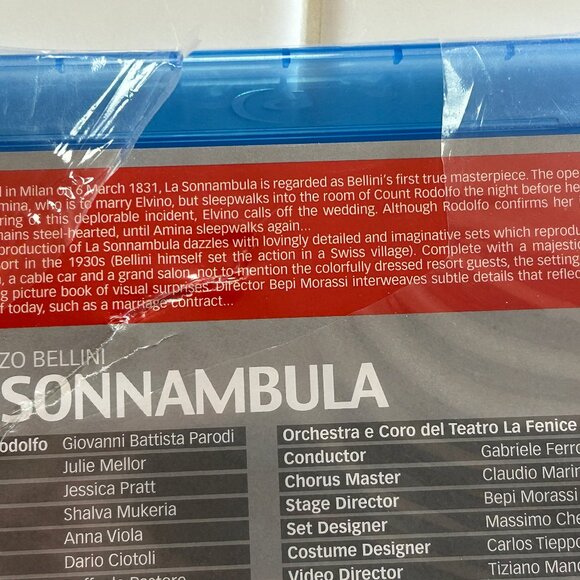 in Milan on 6 March 1831, La Sonnambula is regarded as Bellini's first true masterpiece. The ope
mina, who is to marry Elvino, but sleepwalks into the room of Count Rodolfo the night before he
ring of this deplorable incident, Elvino calls off the wedding. Although Rodolfo confirms her
ains steel-hearted, until Amina sleepwalks again...
production of La Sonnambula dazzles with lovingly detailed and imaginative sets which reprodu
ort in the 1930s (Bellini himself set the action in a Swiss village). Complete with a majestic
, a cable car and a grand salon, not to mention the colorfully dressed resort guests, the setting
g picture book of visual surprises. Director Bepi Morassi interweaves subtle details that reflec
f today, such as a marriage contract...
ZO BELLINI
SONNAMBULA
odolfo Giovanni Battista Parodi
Julie Mellor
Jessica Pratt
Shalva Mukeria
Anna Viola
Dario Ciotoli
Orchestra e Coro del Teatro La Fenice
Conductor Gabriele Ferro
Chorus Master Claudio Marin
Stage Director Bepi Morassi
Set Designer Massimo Che
Costume Designer Carlos Tieppo
Video Director Tiziano Manc